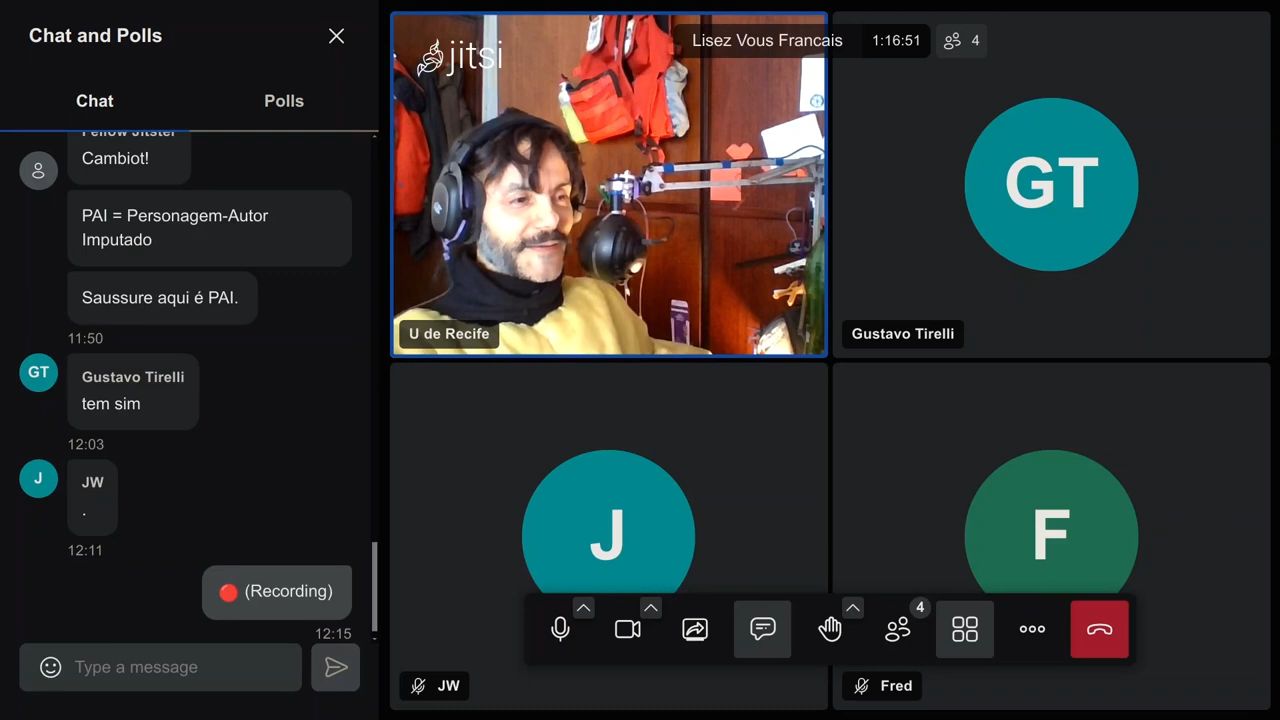 Chat and Polls
Chat
Polls
Fellow Jitster
Cambiot!
PAI = Personagem-Autor
Imputado
Saussure aqui é PAI.
11:50
GT
Gustavo Tirelli
tem sim
12:03
J
JW
.
12:11
(Recording)
12:15
Type a message
jitsi
Lisez Vous Francais
1:16:51
4
U de Recife
GT
Gustavo Tirelli
J
JW
F
Fred
4